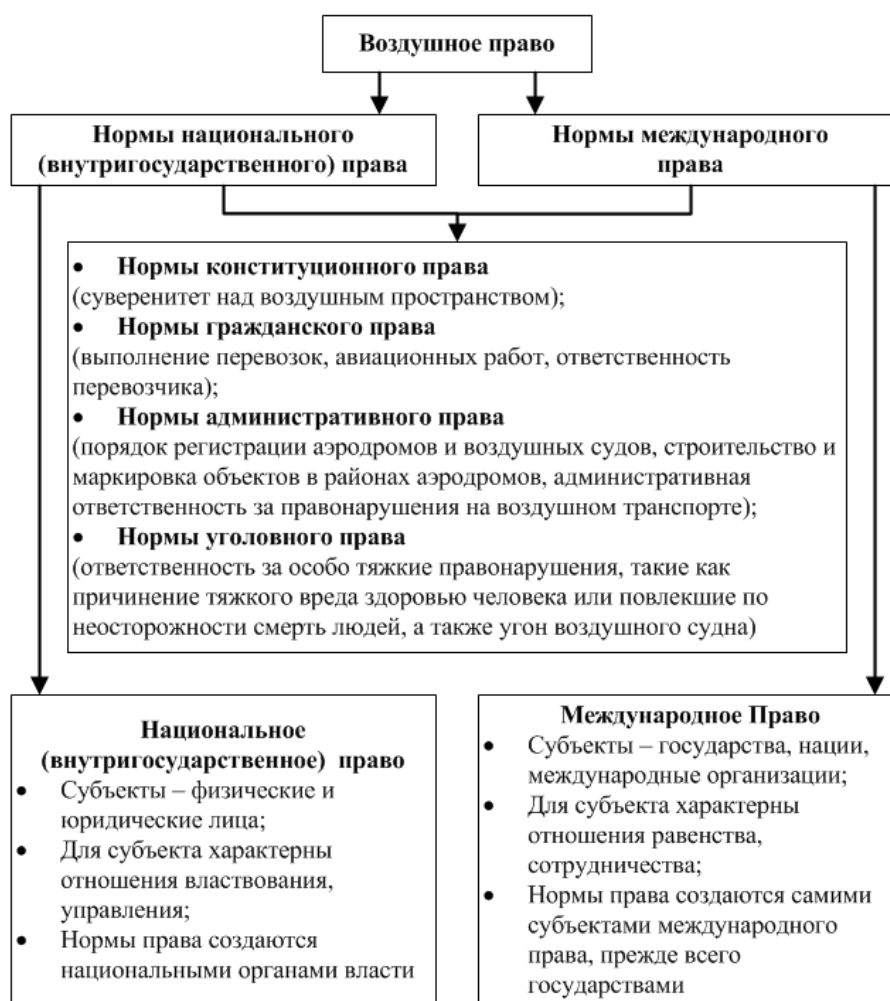 Воздушное право
Нормы национального
(внутригосударственного) права
Нормы международного
права
• Нормы конституционного права
(суверенитет над воздушным пространством);
• Нормы гражданского права
(выполнение перевозок, авиационных работ, ответственность
перевозчика);
• Нормы административного права
(порядок регистрации аэродромов и воздушных судов, строительство и
маркировка объектов в районах аэродромов, административная
ответственность за правонарушения на воздушном транспорте);
• Нормы уголовного права
(ответственность за особо тяжкие правонарушения, такие как
причинение тяжкого вреда здоровью человека или повлекшие по
неосторожности смерть людей, а также угон воздушного судна)
Национальное
(внутригосударственное) право
• Субъекты – физические и
юридические лица;
• Для субъекта характерны
отношения властвования,
управления;
• Нормы права создаются
национальными органами власти
Международное Право
• Субъекты – государства, нации,
международные организации;
• Для субъекта характерны
отношения равенства,
сотрудничества;
• Нормы права создаются самими
субъектами международного
права, прежде всего
государствами